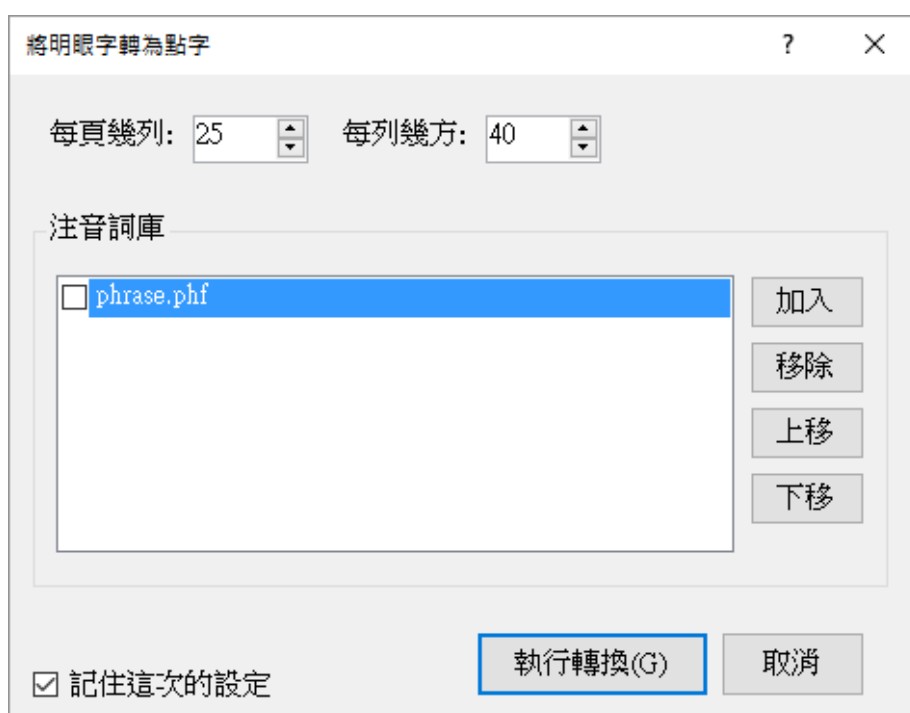 將明眼字轉為點字 ?
每頁幾列: 25 每列幾方: 40
注音詞庫
phrase.phf
加入
移除
上移
下移
記住這次的設定 執行轉換(G) 取消